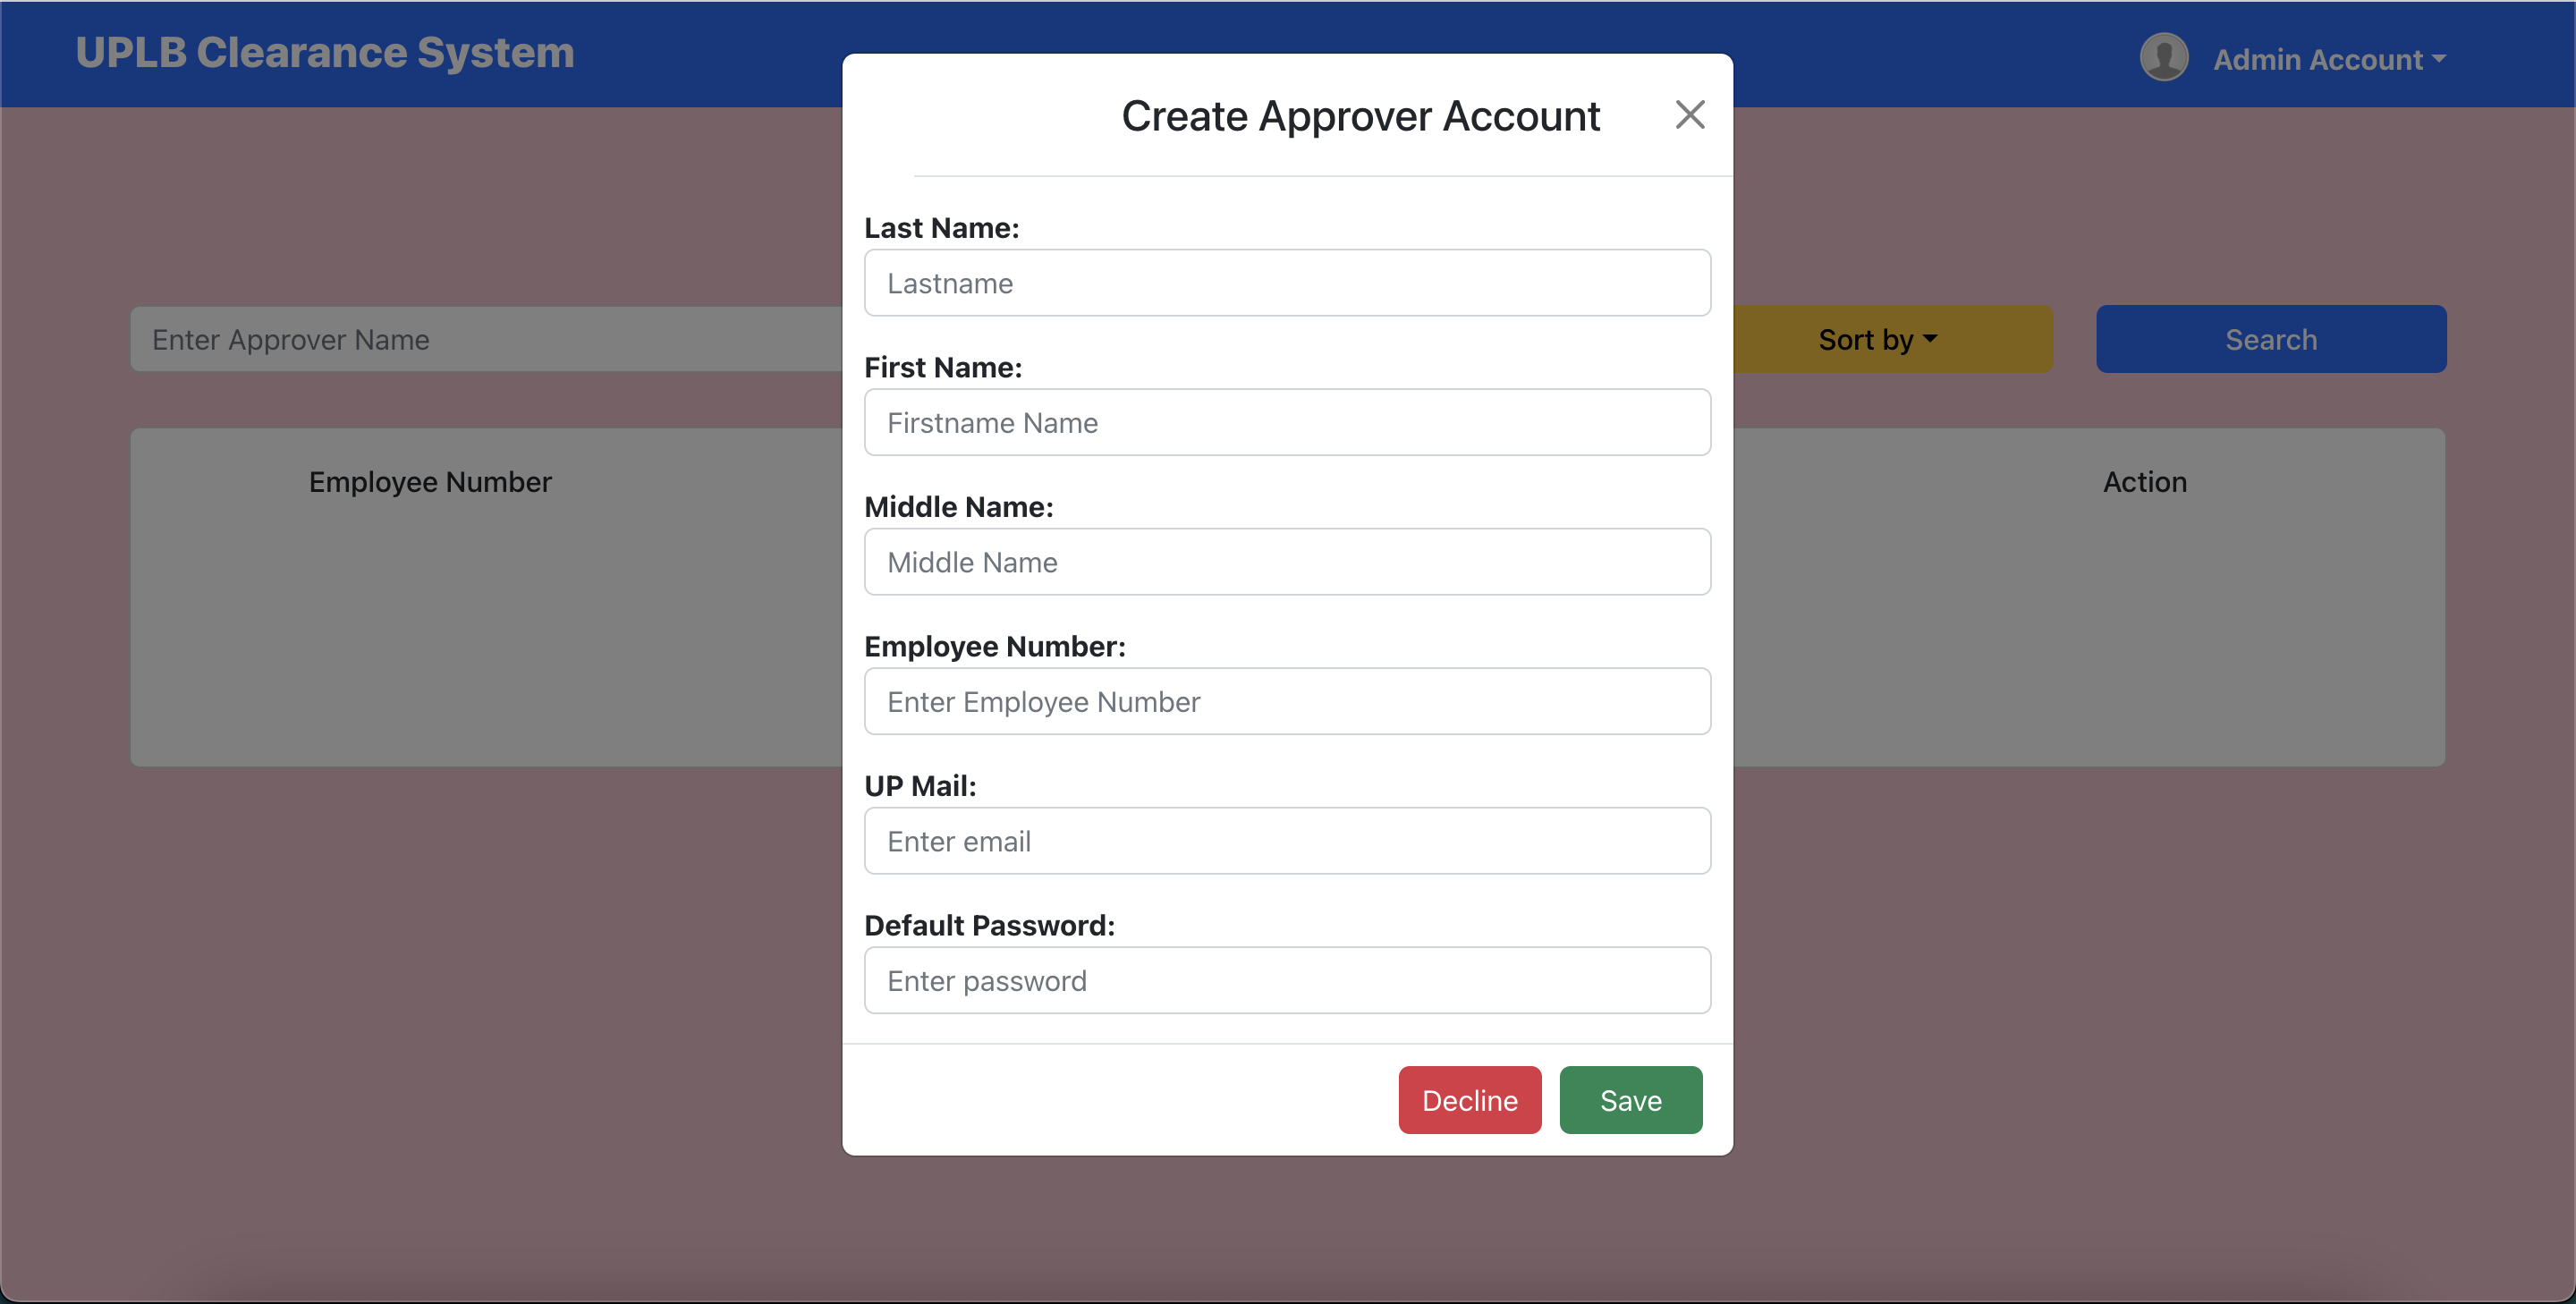 UPLB Clearance System
Admin Account
Create Approver Account
Last Name:
Lastname
First Name:
Firstname Name
Middle Name:
Middle Name
Employee Number:
Enter Employee Number
UP Mail:
Enter email
Default Password:
Enter password
Decline Save
Enter Approver Name
Sort by
Search
Employee Number
Action